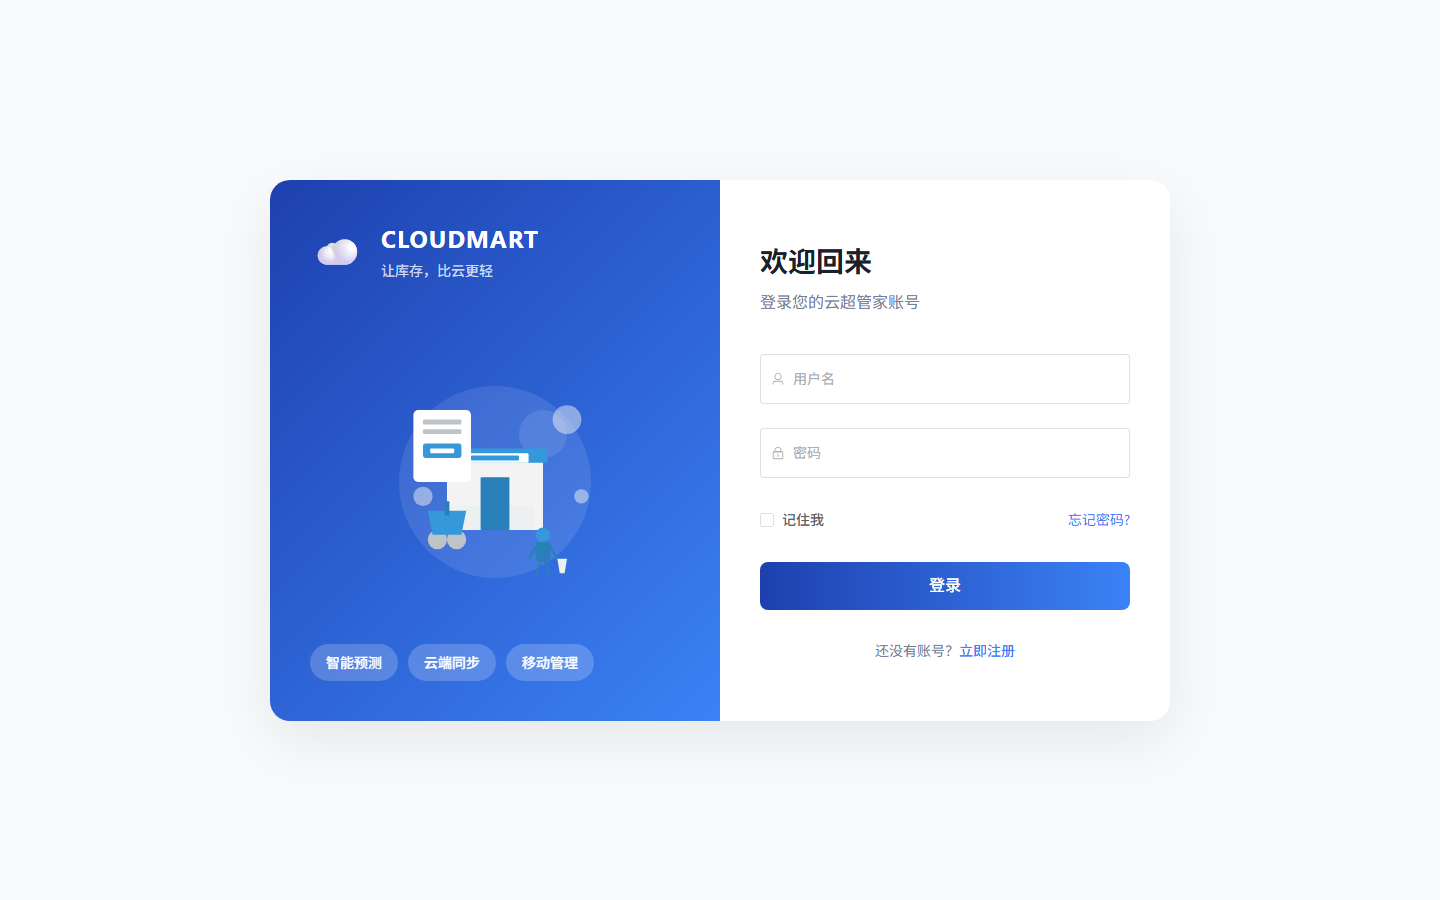 CLOUDMART
让库存，比云更轻
智能预测
云端同步
移动管理
欢迎回来
登录您的云超管家账号
用户名
密码
记住我
忘记密码?
登录
还没有账号？立即注册